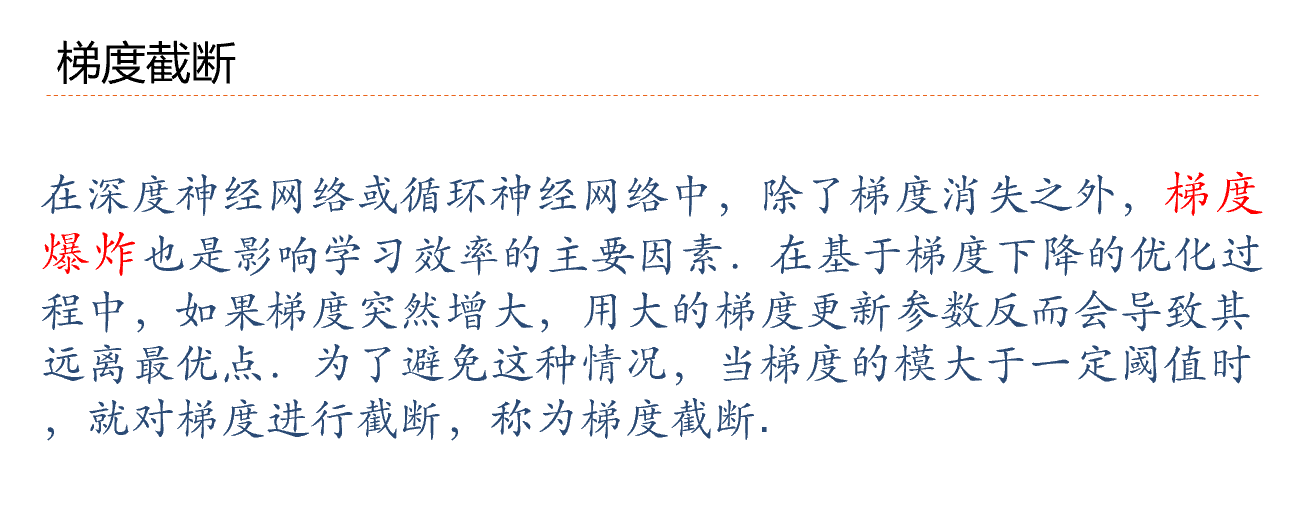 梯度截断
在深度神经网络或循环神经网络中，除了梯度消失之外，梯度
爆炸也是影响学习效率的主要因素．在基于梯度下降的优化过
程中，如果梯度突然增大，用大的梯度更新参数反而会导致其
远离最优点．为了避免这种情况，当梯度的模大于一定阈值时
，就对梯度进行截断，称为梯度截断．